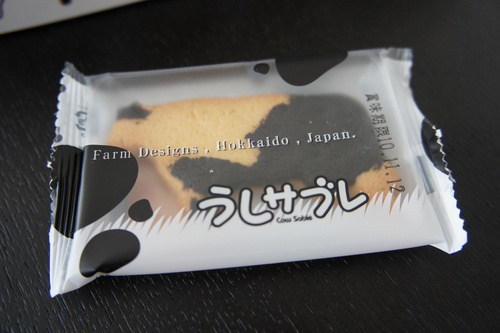 Farm Designs , Hokkaido , Japan.
うしサブレ
Cow Sable
賞味期限10.11.12